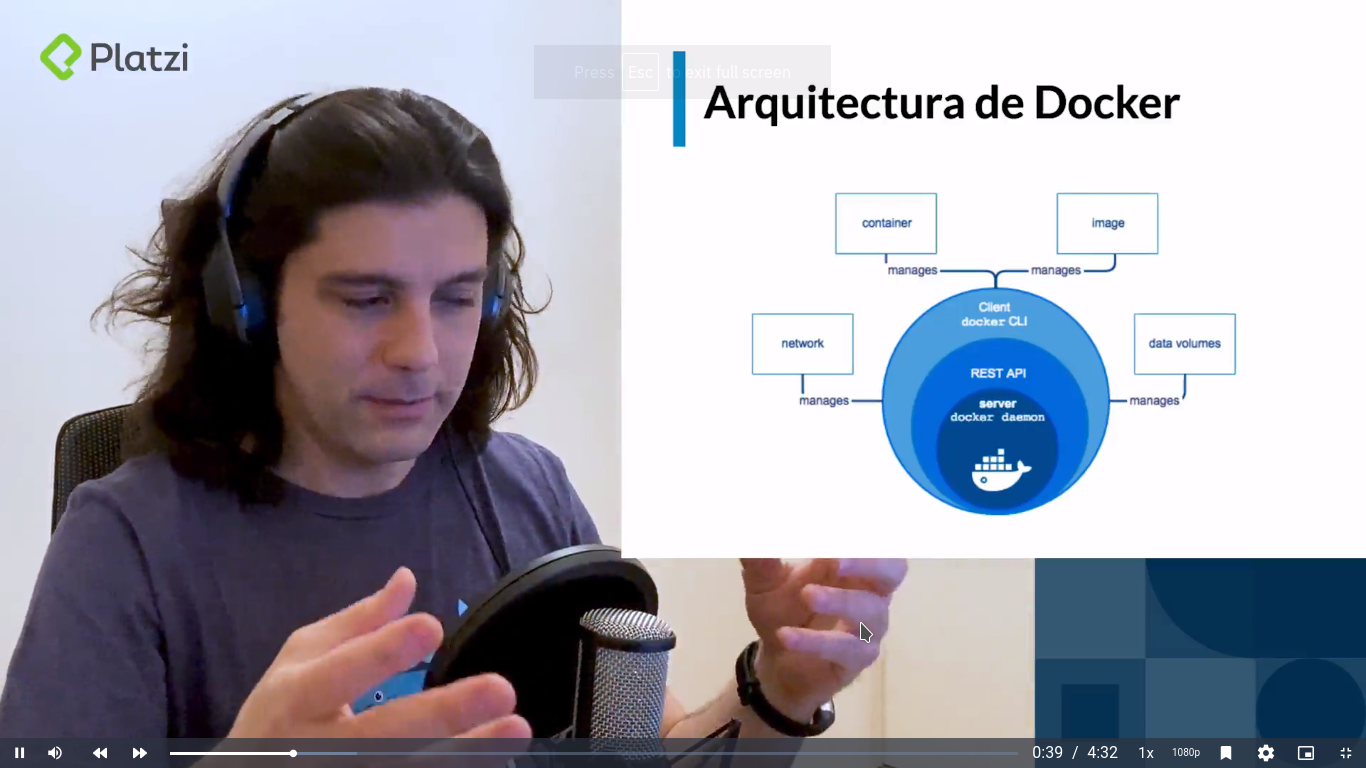 Platzi
Press Esc to exit full screen
Arquitectura de Docker
container
image
manages
manages
Client
docker CLI
network
data volumes
REST API
manages
manages
server
docker daemon
0:39 / 4:32
1x
1080p